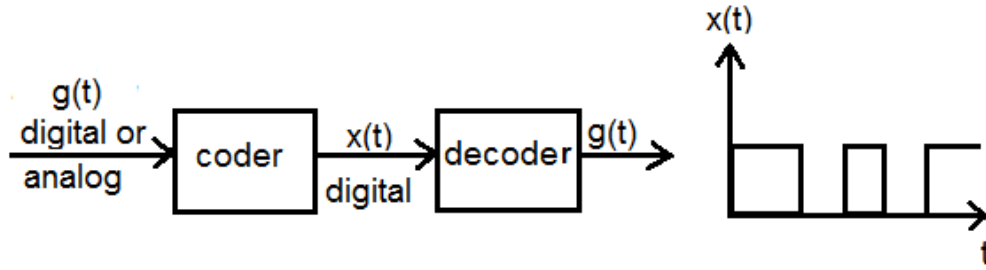 g(t)
digital or
analog
coder
x(t)
digital
decoder
g(t)
x(t)
t